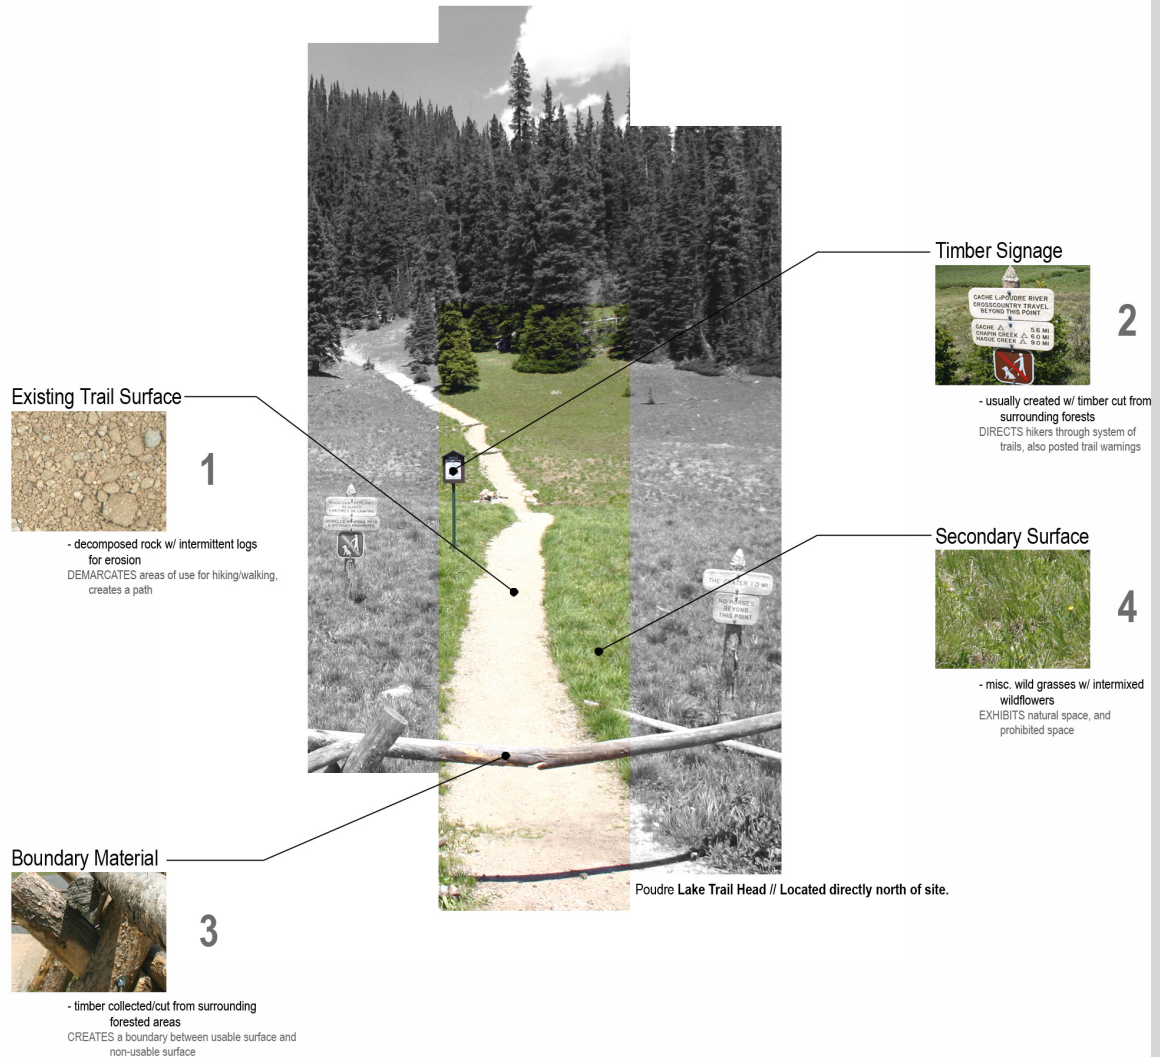 Timber Signage
CACHE LA POUDRE RIVER
CROSSCOUNTRY TRAVEL
BEYOND THIS POINT
CACHE 5.6 MI
CHAPIN CREEK 6.0 MI
HAGUE CREEK 9.0 MI
2
- usually created w/ timber cut from
surrounding forests
DIRECTS hikers through system of
trails, also posted trail warnings
Existing Trail Surface
1
- decomposed rock w/ intermittent logs
for erosion
DEMARCATES areas of use for hiking/walking,
creates a path
Secondary Surface
4
- misc. wild grasses w/ intermixed
wildflowers
EXHIBITS natural space, and
prohibited space
THE CRATER 1.0 MI
NO HORSES
BEYOND
THIS POINT
Boundary Material
3
- timber collected/cut from surrounding
forested areas
CREATES a boundary between usable surface and
non-usable surface
Poudre Lake Trail Head // Located directly north of site.